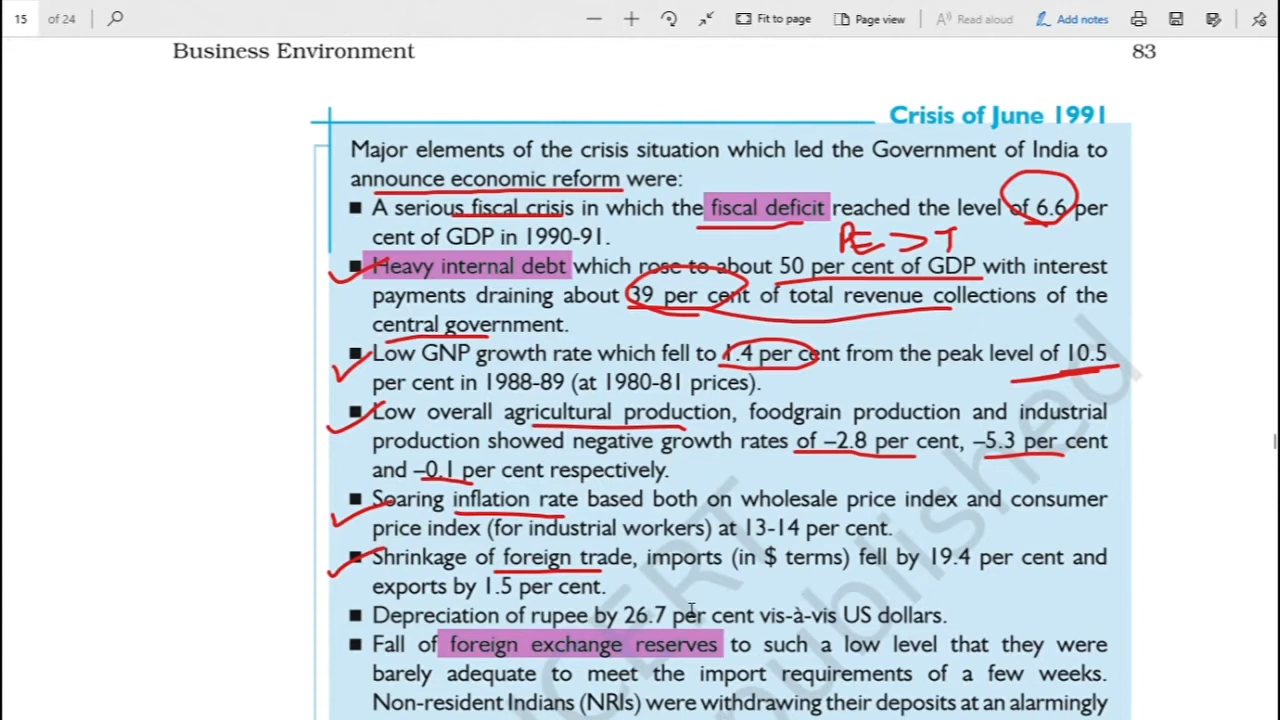 15 of 24 Fit to page Page view Read aloud Add notes
Business Environment 83
Crisis of June 1991
Major elements of the crisis situation which led the Government of India to
announce economic reform were:
■ A serious fiscal crisis in which the fiscal deficit reached the level of 6.6 per
cent of GDP in 1990-91.
PE > T
■ Heavy internal debt which rose to about 50 per cent of GDP with interest
payments draining about 39 per cent of total revenue collections of the
central government.
■ Low GNP growth rate which fell to 1.4 per cent from the peak level of 10.5
per cent in 1988-89 (at 1980-81 prices).
■ Low overall agricultural production, foodgrain production and industrial
production showed negative growth rates of –2.8 per cent, –5.3 per cent
and –0.1 per cent respectively.
■ Soaring inflation rate based both on wholesale price index and consumer
price index (for industrial workers) at 13-14 per cent.
■ Shrinkage of foreign trade, imports (in $ terms) fell by 19.4 per cent and
exports by 1.5 per cent.
■ Depreciation of rupee by 26.7 per cent vis-à-vis US dollars.
■ Fall of foreign exchange reserves to such a low level that they were
barely adequate to meet the import requirements of a few weeks.
Non-resident Indians (NRIs) were withdrawing their deposits at an alarmingly
NCERT
published